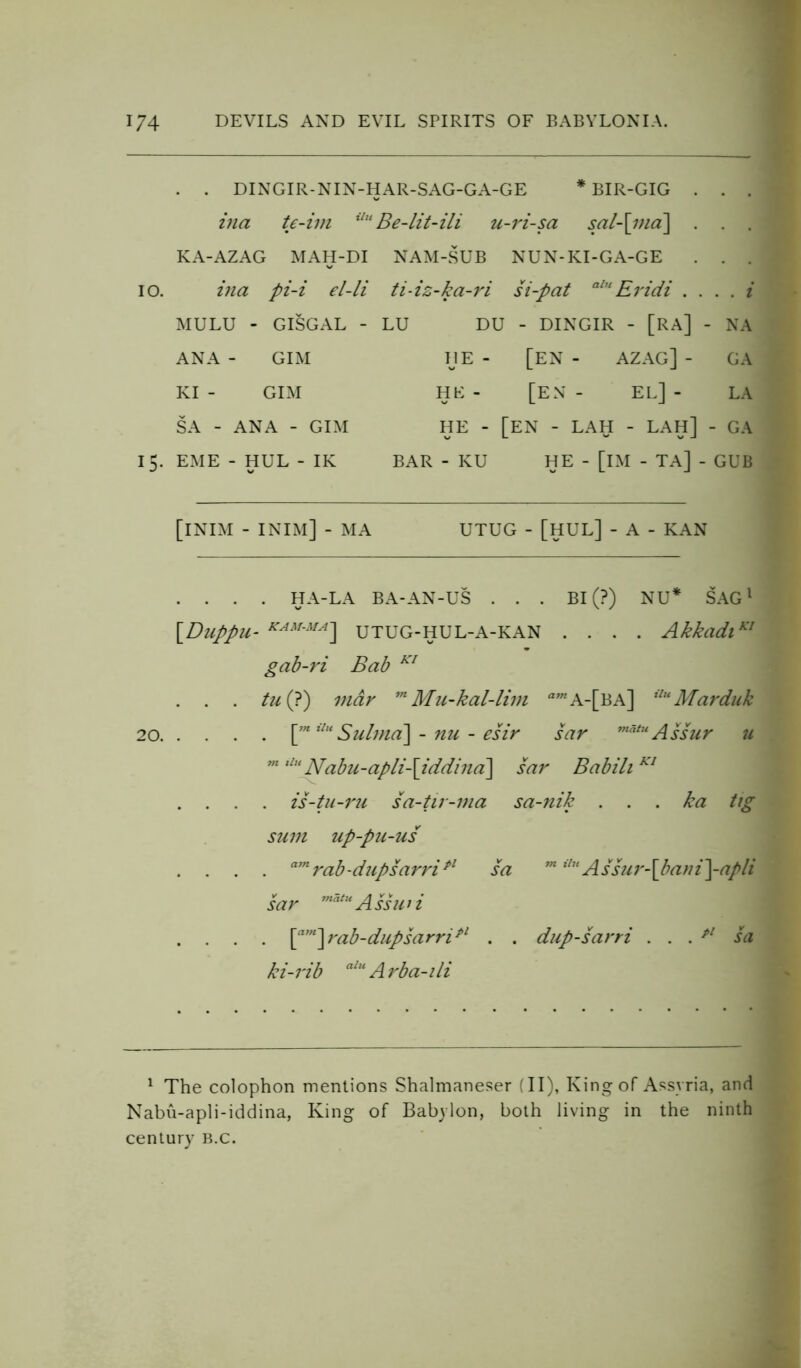 174 DEVILS AND EVIL SPIRITS OF BABYLONIA.
. . DINGIR-NIN-ḪAR-SAG-GA-GE * BIR-GIG . . .
ina ṭe-im ilu Be-lit-ili u-ri-sa šal-[ma] . . .
KA-AZAG MAḪ-DI NAM-ŠUB NUN-KI-GA-GE . . .
10. ina pi-i el-li ti-iz-ḳa-ri ši-pat alu Eridi . . . . i
MULU - GIŠGAL - LU DU - DINGIR - [RA] - NA
ANA - GIM ḪE - [EN - AZAG] - GA
KI - GIM ḪE - [EN - EL] - LA
ŠA - ANA - GIM ḪE - [EN - LAḪ - LAḪ] - GA
15. EME - ḪUL - IK BAR - KU ḪE - [IM - TA] - GUB
[INIM - INIM] - MA UTUG - [ḪUL] - A - KAN
. . . . ḪA-LA BA-AN-UŠ . . . BI(?) NU* ŠAG¹
[Duppu- KAM-MA] UTUG-ḪUL-A-KAN . . . . Akkadi KI
gab-ri Bab KI
. . . tu(?) mâr m Mu-kal-lim am A-[BA] ilu Marduk
20. . . . . [m ilu Šulma] - nu - ešir šar mātu Aššur u
m ilu Nabu-apli-[iddina] šar Babili KI
. . . . iš-ṭu-ru ša-ṭir-ma ša-niḳ . . . ka tig
šum up-pu-uš
. . . . am rab-dupšarri pl ša m ilu Aššur-[bani]-apli
šar mātu Aššuri
. . . . [am] rab-dupšarri pl . . dup-šarri . . . pl ša
ki-rib alu Arba-ili
¹ The colophon mentions Shalmaneser (II), King of Assyria, and
Nabû-apli-iddina, King of Babylon, both living in the ninth
century B.C.